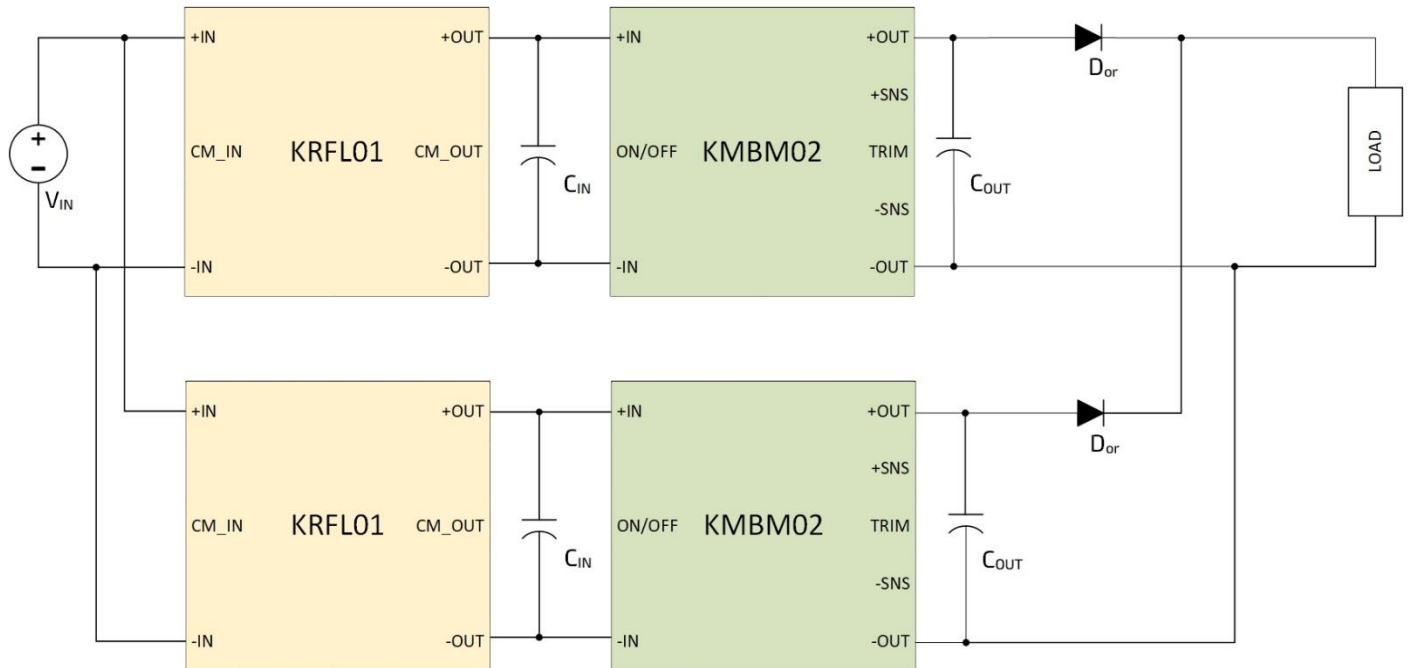 +IN
+OUT
+IN
+OUT
Dor
+SNS
+
-
VIN
CM_IN
KRFL01
CM_OUT
CIN
ON/OFF
KMBM02
TRIM
COUT
LOAD
-SNS
-IN
-OUT
-IN
-OUT
+IN
+OUT
+IN
+OUT
Dor
+SNS
CM_IN
KRFL01
CM_OUT
CIN
ON/OFF
KMBM02
TRIM
COUT
-SNS
-IN
-OUT
-IN
-OUT